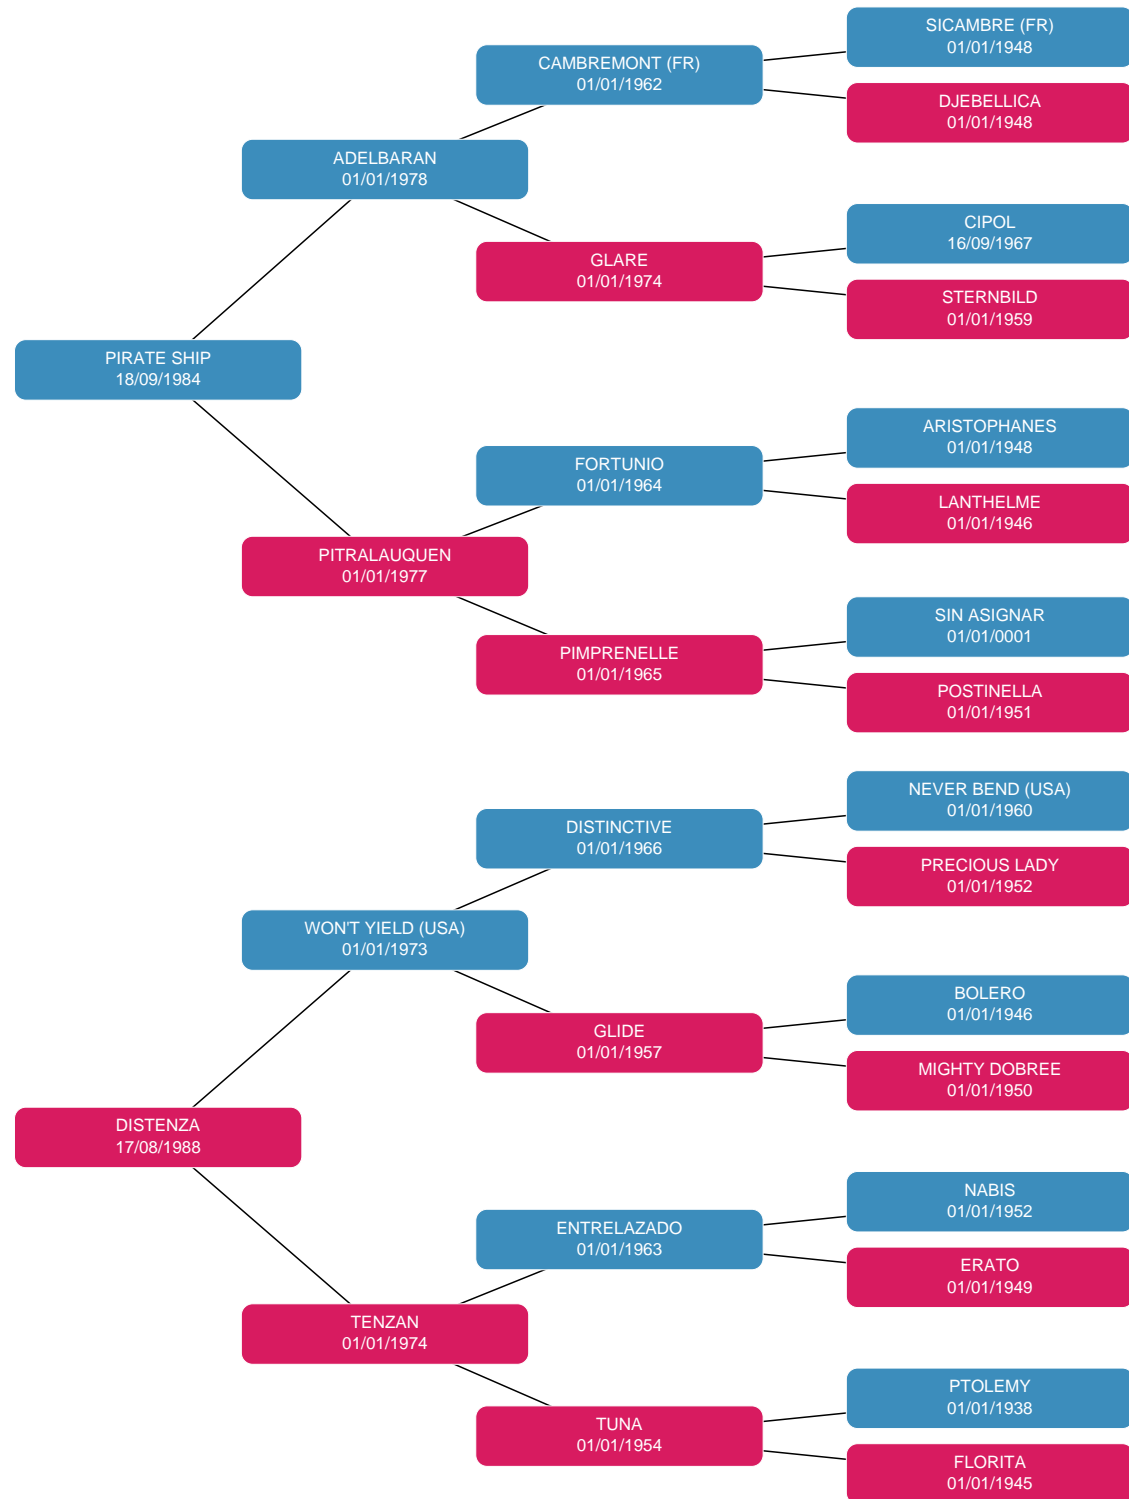 SICAMBRE (FR)
01/01/1948
CAMBREMONT (FR)
01/01/1962
DJEBELLICA
01/01/1948
ADELBARAN
01/01/1978
CIPOL
16/09/1967
GLARE
01/01/1974
STERNBILD
01/01/1959
PIRATE SHIP
18/09/1984
ARISTOPHANES
01/01/1948
FORTUNIO
01/01/1964
LANTHELME
01/01/1946
PITRALAUQUEN
01/01/1977
SIN ASIGNAR
01/01/0001
PIMPRENELLE
01/01/1965
POSTINELLA
01/01/1951
NEVER BEND (USA)
01/01/1960
DISTINCTIVE
01/01/1966
PRECIOUS LADY
01/01/1952
WON'T YIELD (USA)
01/01/1973
BOLERO
01/01/1946
GLIDE
01/01/1957
MIGHTY DOBREE
01/01/1950
DISTENZA
17/08/1988
NABIS
01/01/1952
ENTRELAZADO
01/01/1963
ERATO
01/01/1949
TENZAN
01/01/1974
PTOLEMY
01/01/1938
TUNA
01/01/1954
FLORITA
01/01/1945